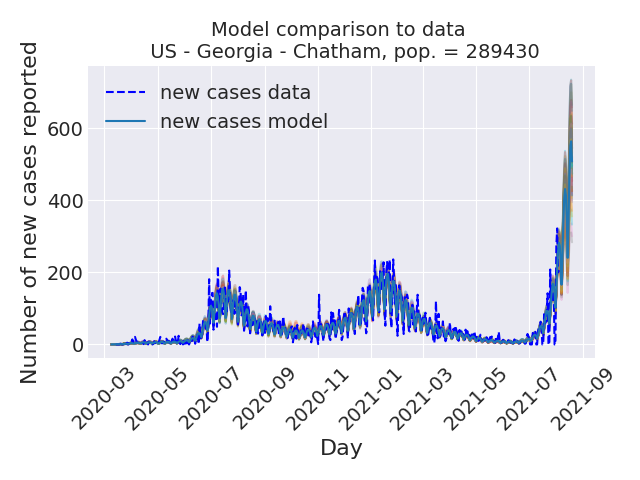 Model comparison to data
US - Georgia - Chatham, pop. = 289430
Number of new cases reported
new cases data
new cases model
600
400
200
0
2020-03
2020-05
2020-07
2020-09
2020-11
2021-01
2021-03
2021-05
2021-07
2021-09
Day